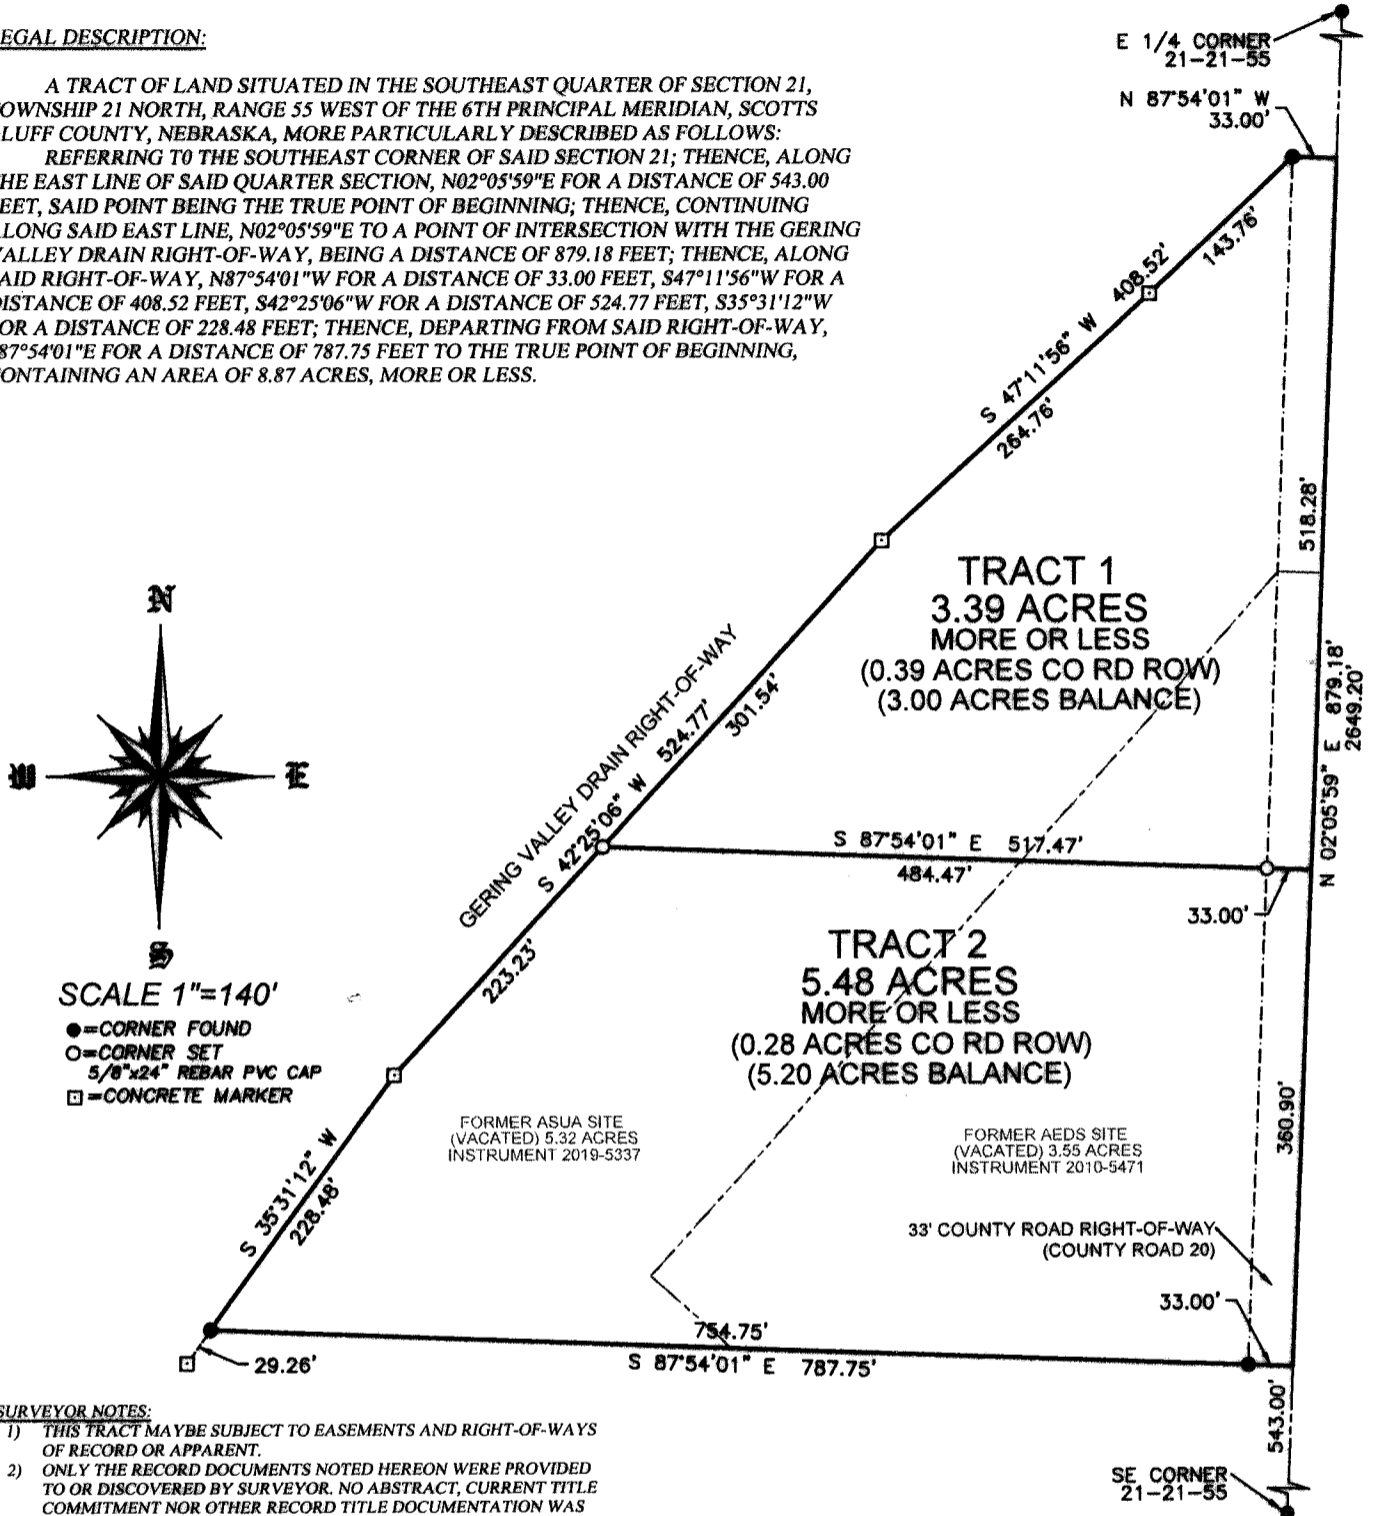 EGAL DESCRIPTION:
A TRACT OF LAND SITUATED IN THE SOUTHEAST QUARTER OF SECTION 21,
OWNSHIP 21 NORTH, RANGE 55 WEST OF THE 6TH PRINCIPAL MERIDIAN, SCOTTS
LUFF COUNTY, NEBRASKA, MORE PARTICULARLY DESCRIBED AS FOLLOWS:
REFERRING TO THE SOUTHEAST CORNER OF SAID SECTION 21; THENCE, ALONG
HE EAST LINE OF SAID QUARTER SECTION, N02°05'59"E FOR A DISTANCE OF 543.00
EET, SAID POINT BEING THE TRUE POINT OF BEGINNING; THENCE, CONTINUING
LONG SAID EAST LINE, N02°05'59"E TO A POINT OF INTERSECTION WITH THE GERING
ALLEY DRAIN RIGHT-OF-WAY, BEING A DISTANCE OF 879.18 FEET; THENCE, ALONG
AID RIGHT-OF-WAY, N87°54'01"W FOR A DISTANCE OF 33.00 FEET, S47°11'56"W FOR A
ISTANCE OF 408.52 FEET, S42°25'06"W FOR A DISTANCE OF 524.77 FEET, S35°31'12"W
OR A DISTANCE OF 228.48 FEET; THENCE, DEPARTING FROM SAID RIGHT-OF-WAY,
87°54'01"E FOR A DISTANCE OF 787.75 FEET TO THE TRUE POINT OF BEGINNING,
ONTAINING AN AREA OF 8.87 ACRES, MORE OR LESS.
E 1/4 CORNER
21-21-55
N 87°54'01" W
33.00'
143.76'
408.52'
S 47°11'56" W
264.76'
518.28'
TRACT 1
3.39 ACRES
MORE OR LESS
(0.39 ACRES CO RD ROW)
(3.00 ACRES BALANCE)
N 02°05'59" E 879.18'
2649.20'
GERING VALLEY DRAIN RIGHT-OF-WAY
S 42°25'06" W 524.77'
301.54'
223.23'
S 87°54'01" E 517.47'
484.47'
33.00'
N
W
E
S
SCALE 1"=140'
=CORNER FOUND
=CORNER SET
5/8"x24" REBAR PVC CAP
=CONCRETE MARKER
TRACT 2
5.48 ACRES
MORE OR LESS
(0.28 ACRES CO RD ROW)
(5.20 ACRES BALANCE)
FORMER ASUA SITE
(VACATED) 5.32 ACRES
INSTRUMENT 2019-5337
FORMER AEDS SITE
(VACATED) 3.55 ACRES
INSTRUMENT 2010-5471
360.90'
S 35°31'12" W
228.48'
33' COUNTY ROAD RIGHT-OF-WAY
(COUNTY ROAD 20)
33.00'
754.75'
S 87°54'01" E 787.75'
29.26'
543.00'
SE CORNER
21-21-55
SURVEYOR NOTES:
1) THIS TRACT MAYBE SUBJECT TO EASEMENTS AND RIGHT-OF-WAYS
OF RECORD OR APPARENT.
2) ONLY THE RECORD DOCUMENTS NOTED HEREON WERE PROVIDED
TO OR DISCOVERED BY SURVEYOR. NO ABSTRACT, CURRENT TITLE
COMMITMENT NOR OTHER RECORD TITLE DOCUMENTATION WAS